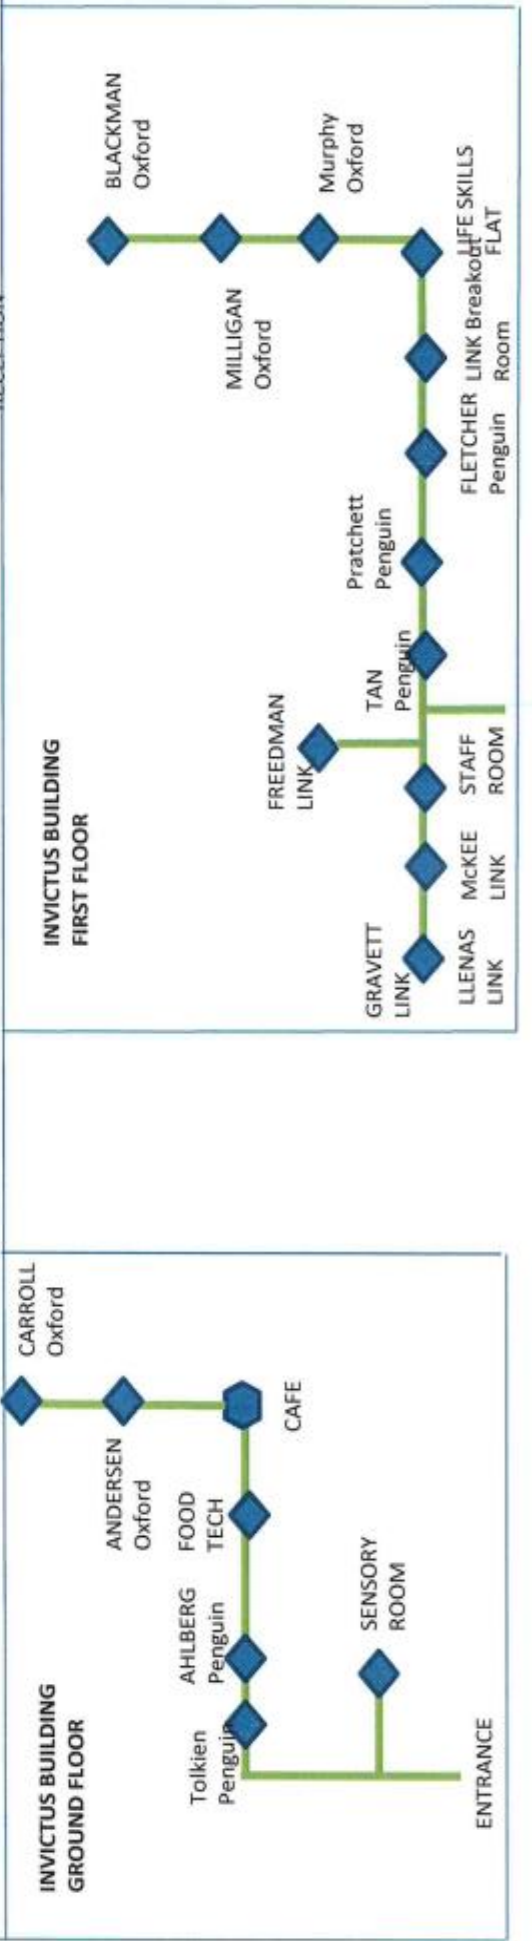 INVICTUS BUILDING
GROUND FLOOR
CARROLL
Oxford
ANDERSEN
Oxford
CAFE
FOOD
TECH
AHLBERG
Penguin
Tolkien
Penguin
SENSORY
ROOM
ENTRANCE
INVICTUS BUILDING
FIRST FLOOR
BLACKMAN
Oxford
MILLIGAN
Oxford
Murphy
Oxford
LIFE SKILLS
FLAT
LINK Breakout
Room
FLETCHER
Penguin
Pratchett
Penguin
TAN
Penguin
FREEDMAN
LINK
STAFF
ROOM
McKEE
LINK
GRAVETT
LINK
LLENAS
LINK